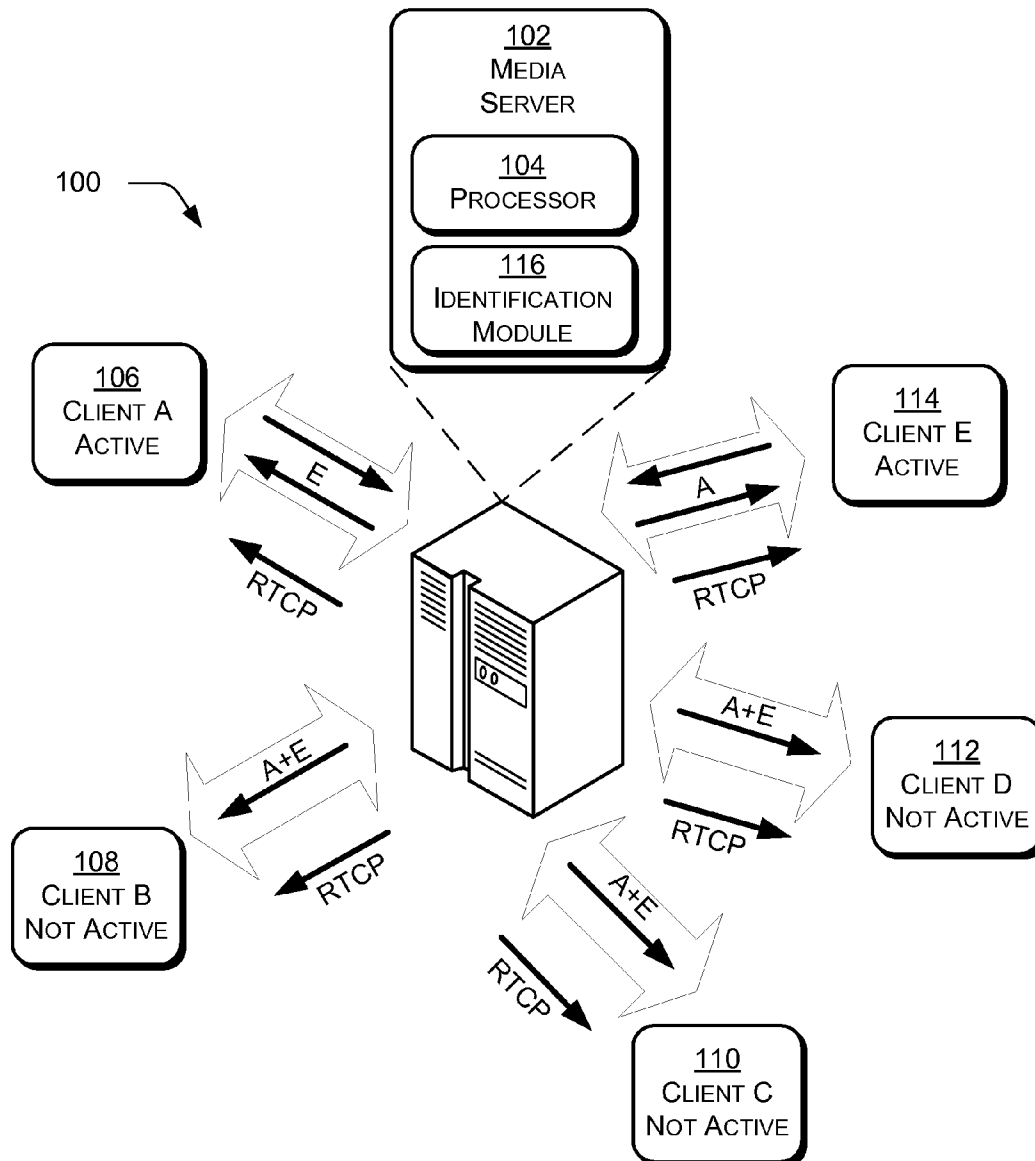 102
MEDIA
SERVER
104
PROCESSOR
116
IDENTIFICATION
MODULE
100
106
CLIENT A
ACTIVE
E
RTCP
114
CLIENT E
ACTIVE
A
RTCP
A+E
RTCP
108
CLIENT B
NOT ACTIVE
A+E
RTCP
112
CLIENT D
NOT ACTIVE
A+E
RTCP
110
CLIENT C
NOT ACTIVE